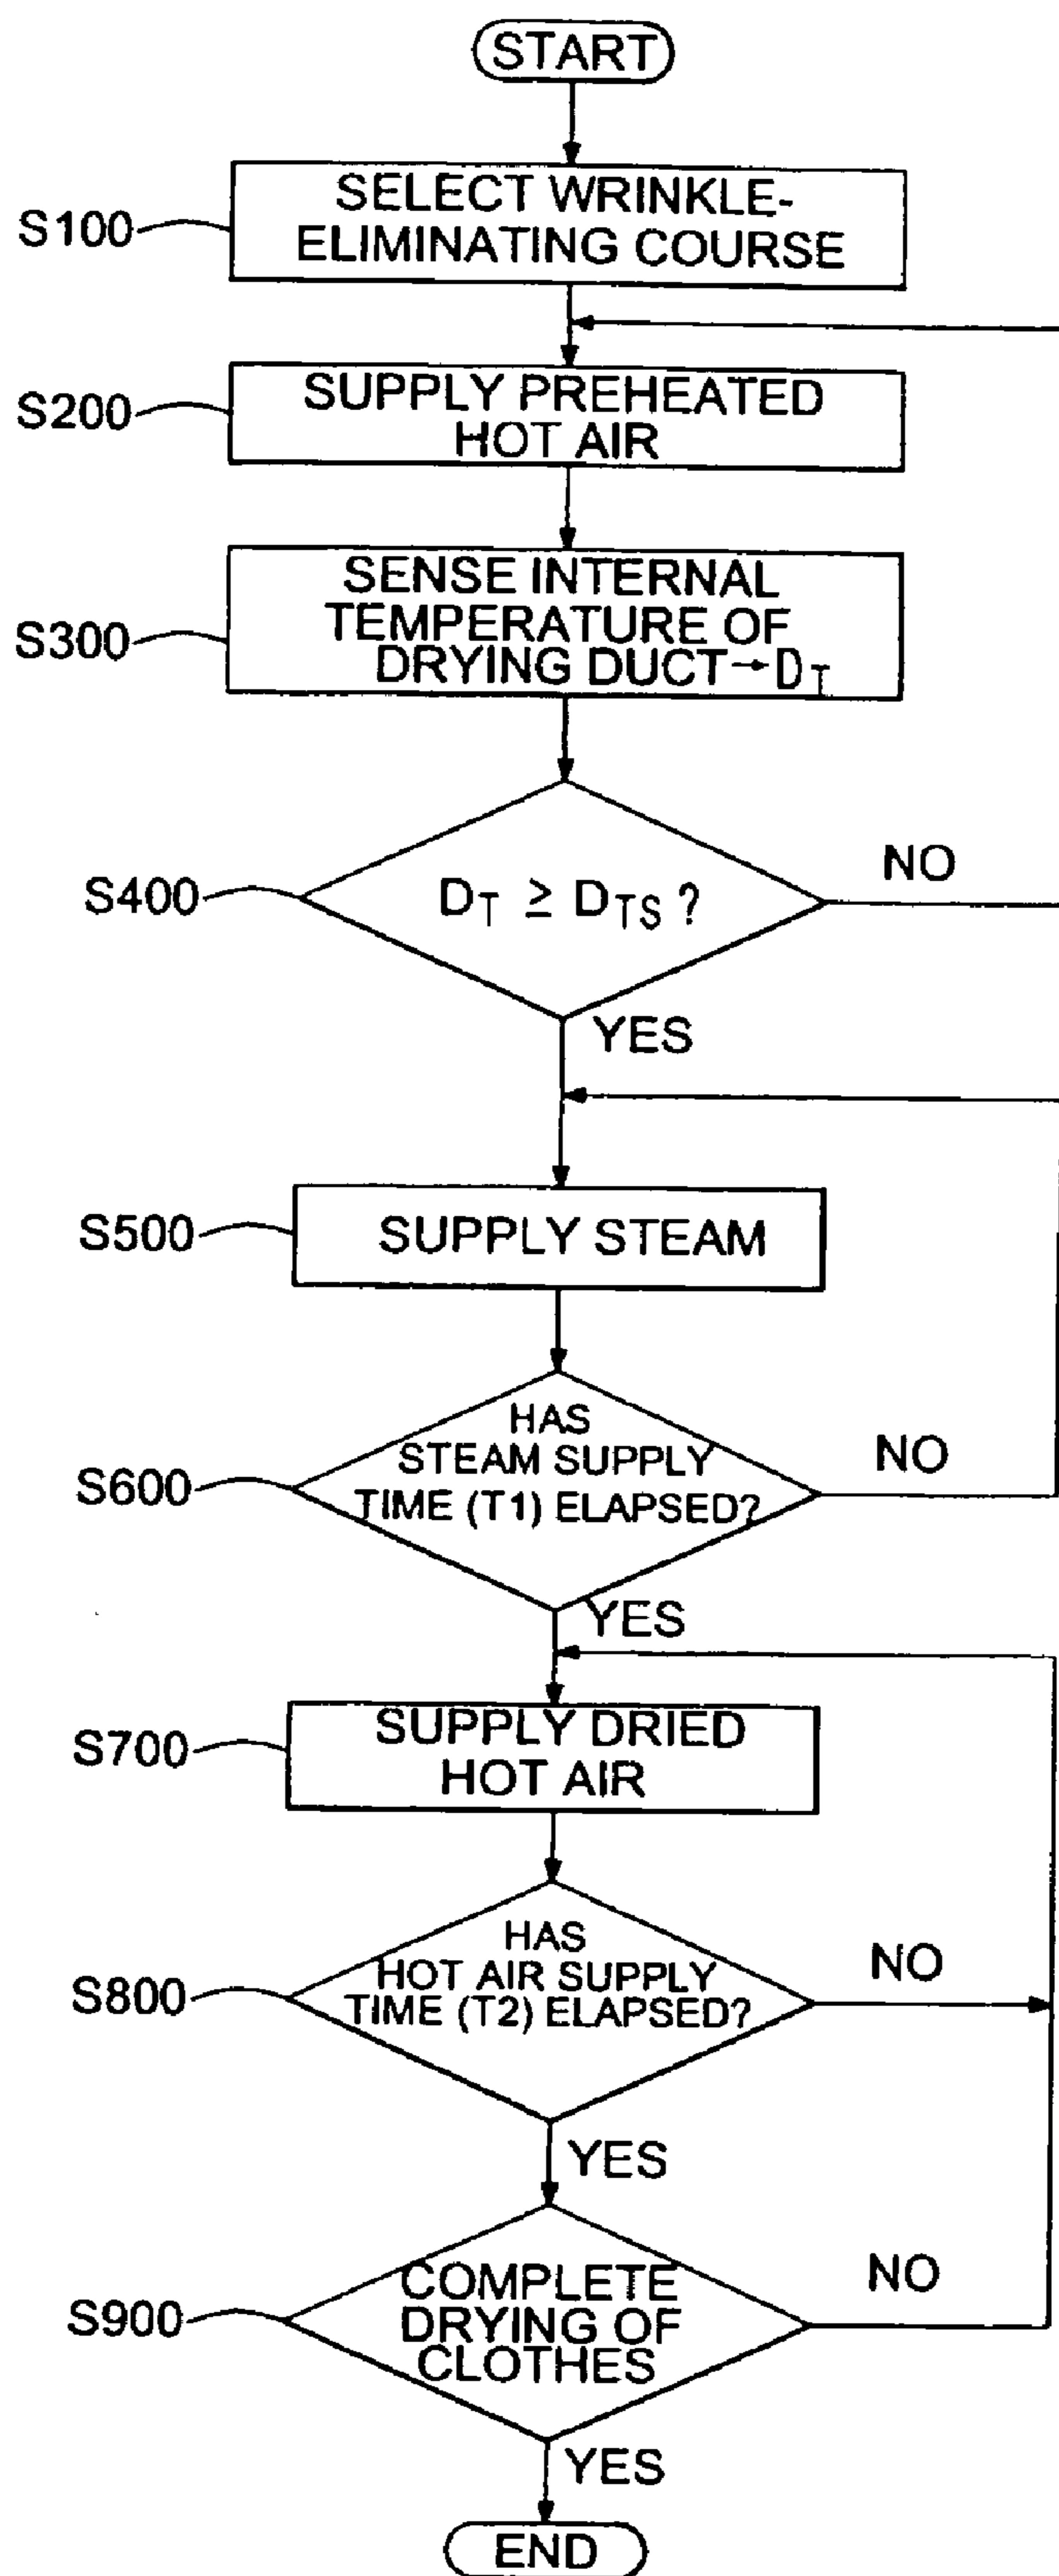 START
S100
SELECT WRINKLE-
ELIMINATING COURSE
S200
SUPPLY PREHEATED
HOT AIR
S300
SENSE INTERNAL
TEMPERATURE OF
DRYING DUCT→DT
S400
DT ≥ DTS ?
NO
YES
S500
SUPPLY STEAM
S600
HAS
STEAM SUPPLY
TIME (T1) ELAPSED?
NO
YES
S700
SUPPLY DRIED
HOT AIR
S800
HAS
HOT AIR SUPPLY
TIME (T2) ELAPSED?
NO
YES
S900
COMPLETE
DRYING OF
CLOTHES
NO
YES
END